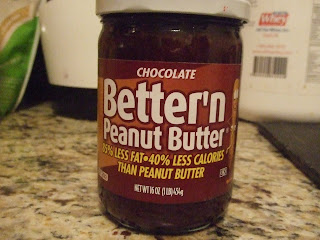 CHOCOLATE
Better'n
Peanut Butter
85% LESS FAT•40% LESS CALORIES
THAN PEANUT BUTTER
NET WT 16 OZ (1 LB) 454g
Whey